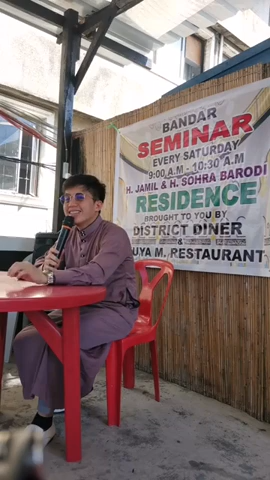 BANDAR
SEMINAR
EVERY SATURDAY
9:00 A.M - 10:30 A.M
H. JAMIL & H. SOHRA BARODI
RESIDENCE
BROUGHT TO YOU BY
DISTRICT DINER
&
UYA M. RESTAURANT